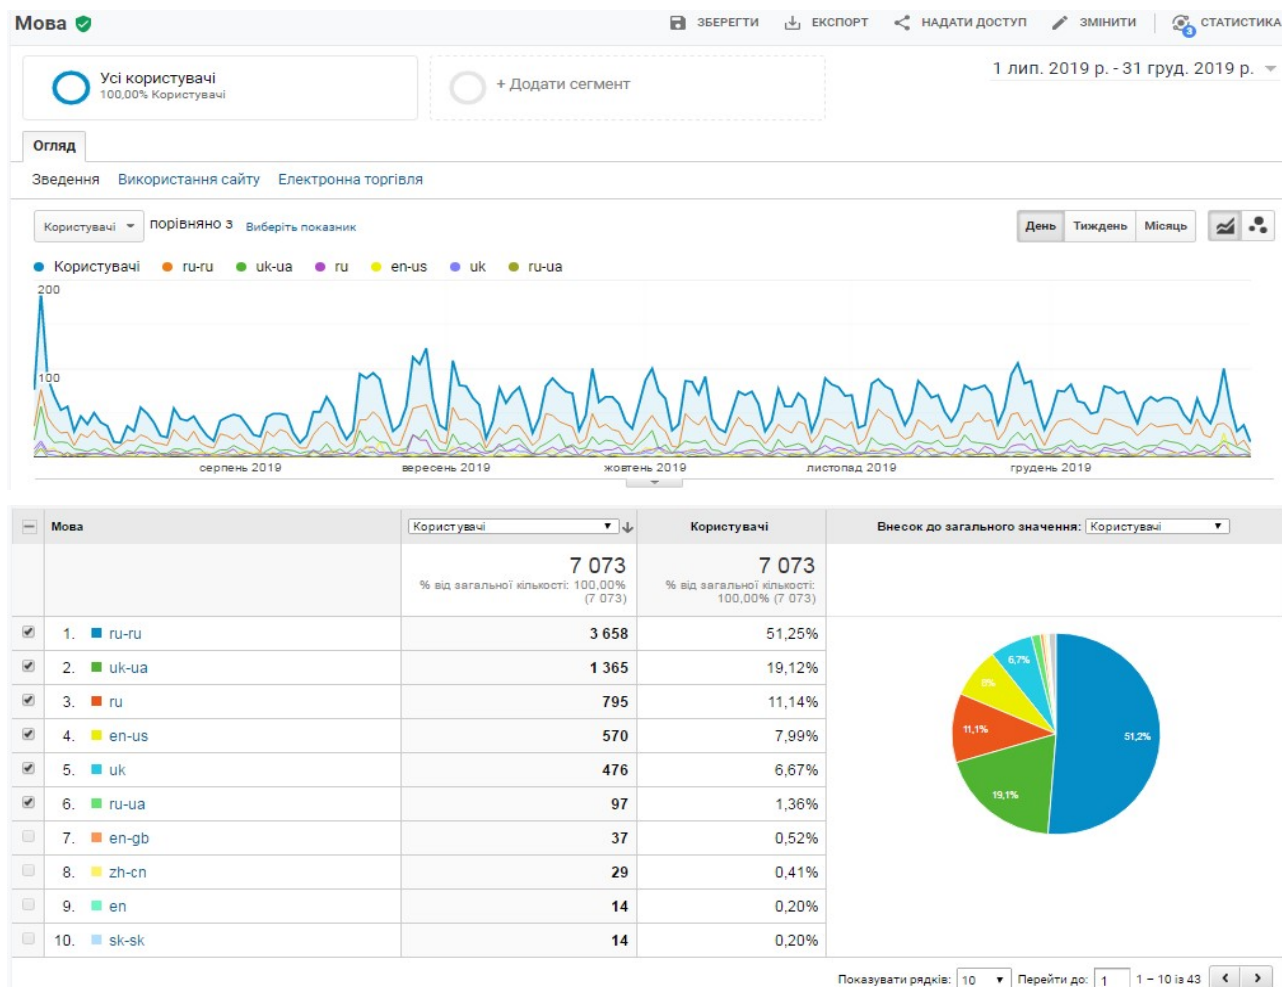 Мова
ЗБЕРЕГТИ ЕКСПОРТ НАДАТИ ДОСТУП ЗМІНИТИ 3 СТАТИСТИКА
Усі користувачі
100,00% Користувачі
+ Додати сегмент
1 лип. 2019 р. - 31 груд. 2019 р.
Огляд
Зведення Використання сайту Електронна торгівля
Користувачі порівняно з Виберіть показник
День Тиждень Місяць
Користувачі ru-ru uk-ua ru en-us uk ru-ua
200
100
серпень 2019 вересень 2019 жовтень 2019 листопад 2019 грудень 2019
Мова Користувачі Користувачі Внесок до загального значення: Користувачі
7 073 7 073
% від загальної кількості: 100,00% (7 073) % від загальної кількості: 100,00% (7 073)
1. ru-ru 3 658 51,25%
2. uk-ua 1 365 19,12%
3. ru 795 11,14%
4. en-us 570 7,99%
5. uk 476 6,67%
6. ru-ua 97 1,36%
7. en-gb 37 0,52%
8. zh-cn 29 0,41%
9. en 14 0,20%
10. sk-sk 14 0,20%
6,7%
8%
11,1%
51,2%
19,1%
Показувати рядків: 10 Перейти до: 1 1 – 10 із 43